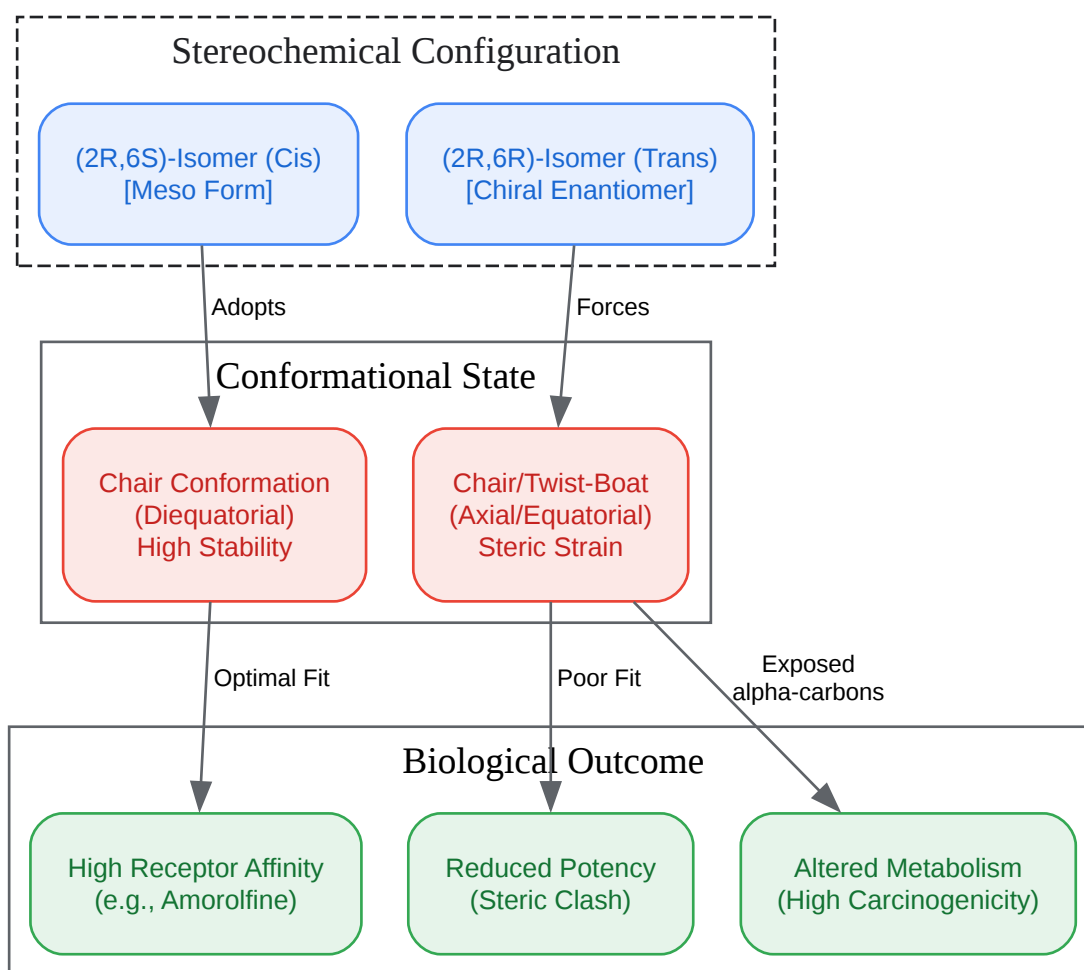 Stereochemical Configuration
(2R,6S)-Isomer (Cis)
[Meso Form]
(2R,6R)-Isomer (Trans)
[Chiral Enantiomer]
Adopts
Forces
Conformational State
Chair Conformation
(Diequatorial)
High Stability
Chair/Twist-Boat
(Axial/Equatorial)
Steric Strain
Optimal Fit
Poor Fit
Exposed
alpha-carbons
Biological Outcome
High Receptor Affinity
(e.g., Amorolfine)
Reduced Potency
(Steric Clash)
Altered Metabolism
(High Carcinogenicity)